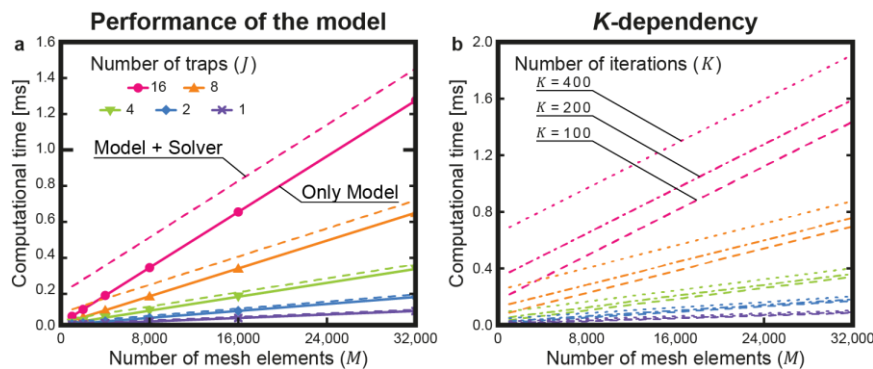 Performance of the model
a
1.6
1.4
1.2
1.0
0.8
0.6
0.4
0.2
0.0
Computational time [ms]
Number of traps (J)
16 8
4 2 1
Model + Solver
Only Model
0 8,000 16,000 24,000 32,000
Number of mesh elements (M)
K-dependency
b
2.0
1.6
1.2
0.8
0.4
0.0
Computational time [ms]
Number of iterations (K)
K = 400
K = 200
K = 100
0 8,000 16,000 24,000 32,000
Number of mesh elements (M)